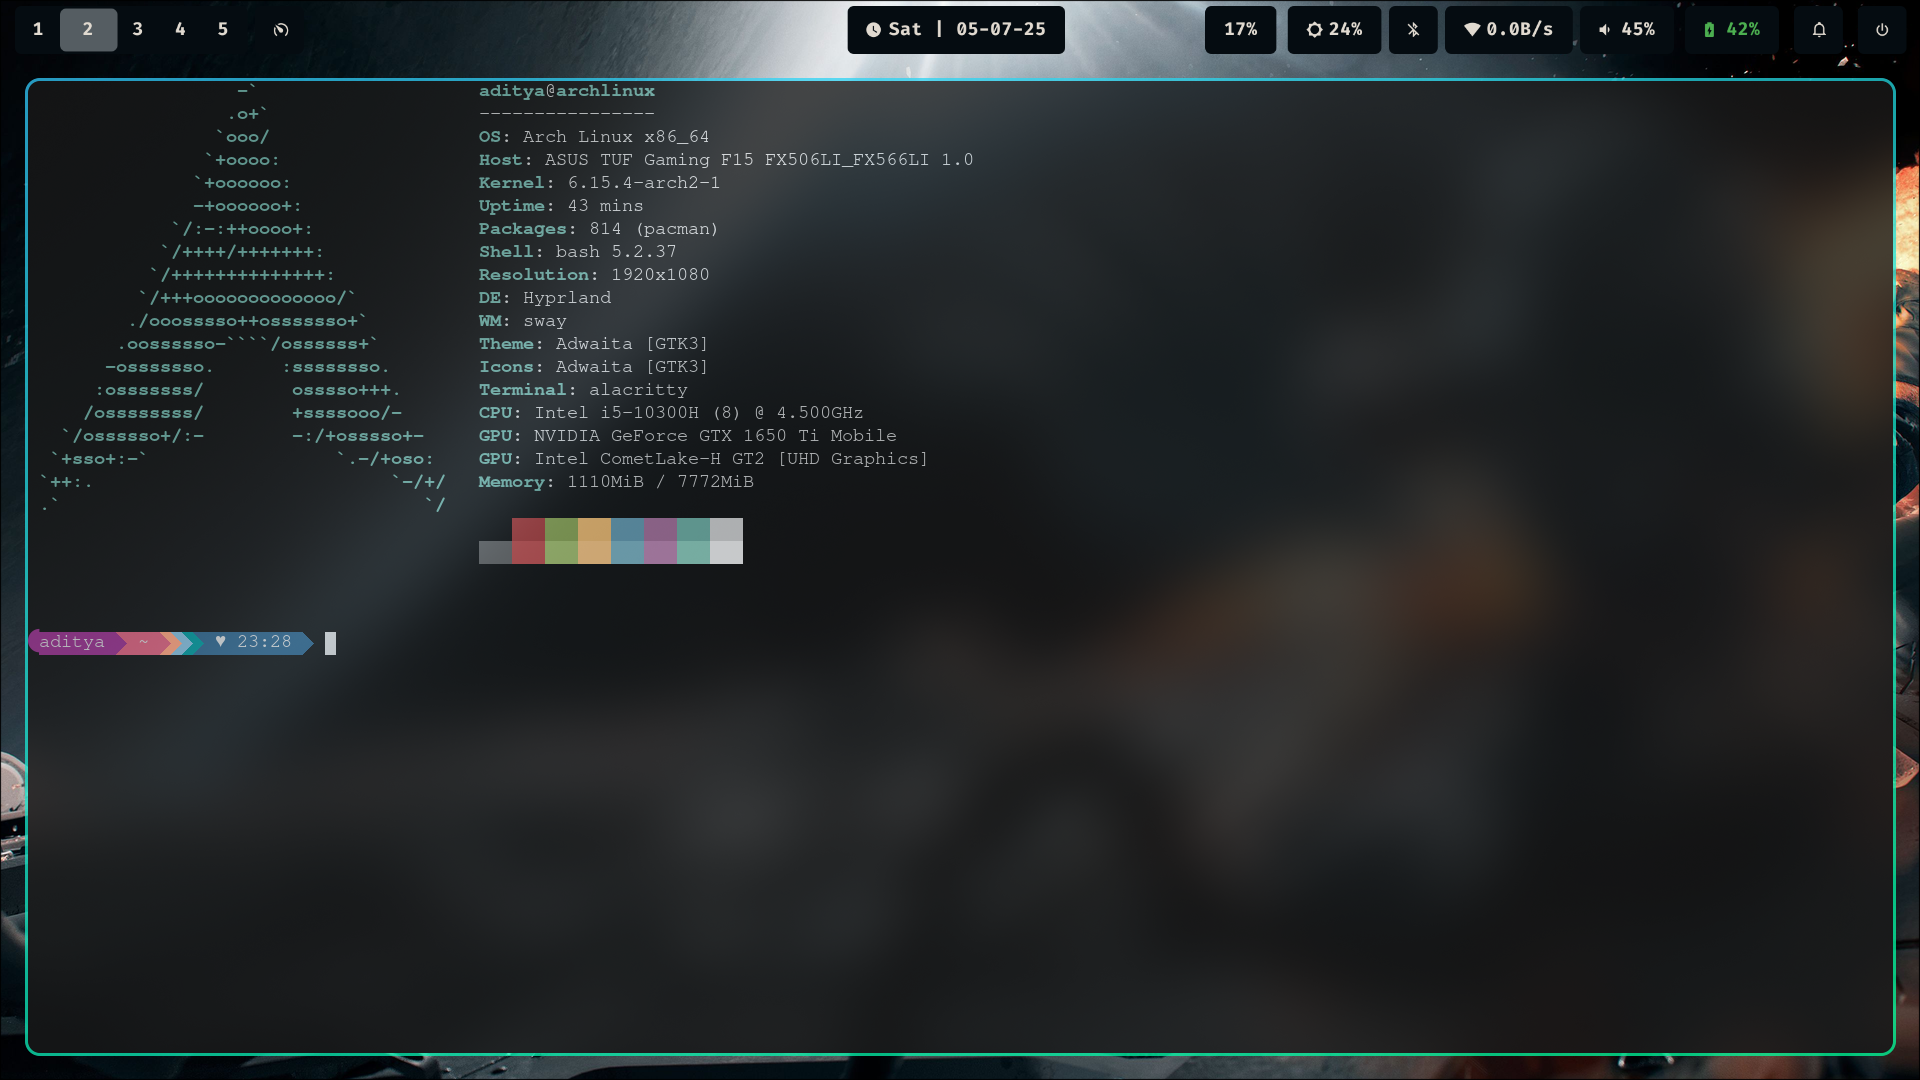 1 2 3 4 5
Sat | 05-07-25
17% 24% 0.0B/s 45% 42%
-`
.o+`
`ooo/
`+oooo:
`+oooooo:
-+oooooo+:
`/:-:++oooo+:
`/++++/+++++++:
`/++++++++++++++:
`/+++ooooooooooooo/`
./ooosssso++osssssso+`
.oossssso-````/ossssss+`
-osssssso. :ssssssso.
:osssssss/ osssso+++.
/ossssssss/ +ssssooo/-
`/ossssso+/:- -:/+osssso+-
`+sso+:-` `.-/+oso:
`++:. `-/+/
.` `/
aditya@archlinux
----------------
OS: Arch Linux x86_64
Host: ASUS TUF Gaming F15 FX506LI_FX566LI 1.0
Kernel: 6.15.4-arch2-1
Uptime: 43 mins
Packages: 814 (pacman)
Shell: bash 5.2.37
Resolution: 1920x1080
DE: Hyprland
WM: sway
Theme: Adwaita [GTK3]
Icons: Adwaita [GTK3]
Terminal: alacritty
CPU: Intel i5-10300H (8) @ 4.500GHz
GPU: NVIDIA GeForce GTX 1650 Ti Mobile
GPU: Intel CometLake-H GT2 [UHD Graphics]
Memory: 1110MiB / 7772MiB
aditya ~ ♥ 23:28